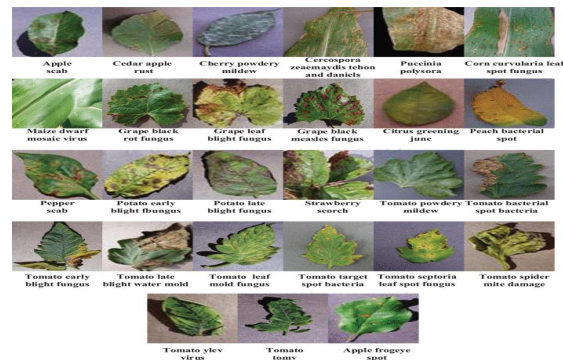 Apple
scab
Cedar apple
rust
Cherry powdery
mildew
Cercospora
zeaemaydis tehon
and daniels
Puccinia
polysora
Corn curvularia leaf
spot fungus
Maize dwarf
mosaic virus
Grape black
rot fungus
Grape leaf
blight fungus
Grape black
measles fungus
Citrus greening
june
Peach bacterial
spot
Pepper
scab
Potato early
blight fbungus
Potato late
blight fungus
Strawberry
scorch
Tomato powdery
mildew
Tomato bacterial
spot bacteria
Tomato early
blight fungus
Tomato late
blight water mold
Tomato leaf
mold fungus
Tomato target
spot bacteria
Tomato septoria
leaf spot fungus
Tomato spider
mite damage
Tomato ylcv
virus
Tomato
tomv
Apple frogeye
spot